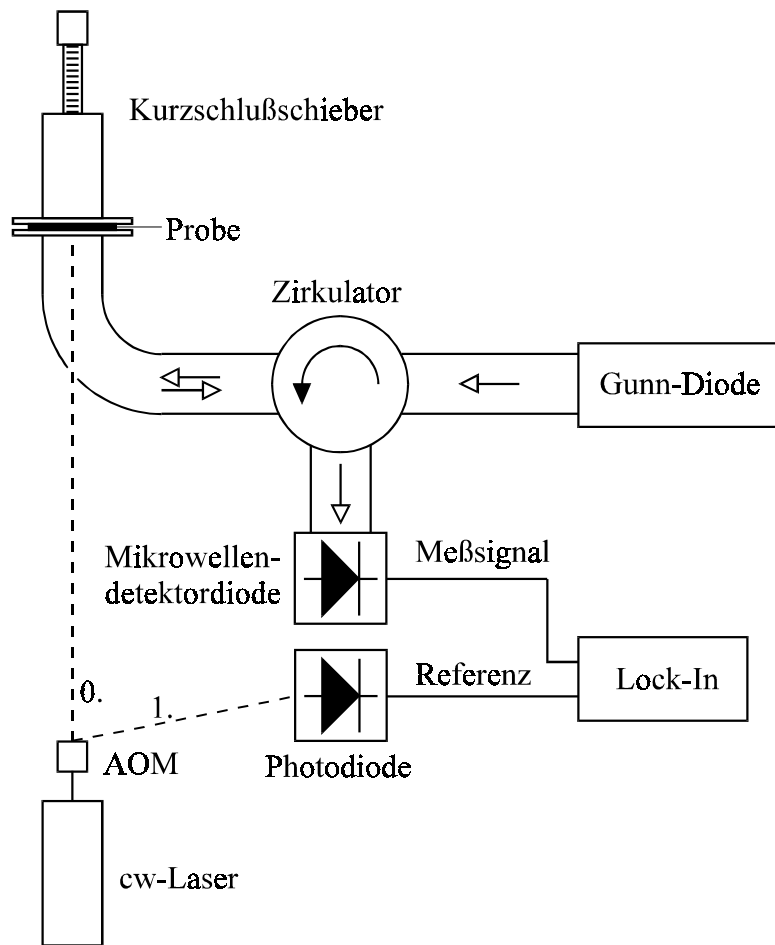 Kurzschlußschieber
Probe
Zirkulator
Gunn-Diode
Mikrowellen-
detektordiode
Meßsignal
Referenz
Lock-In
0.
1.
AOM
Photodiode
cw-Laser